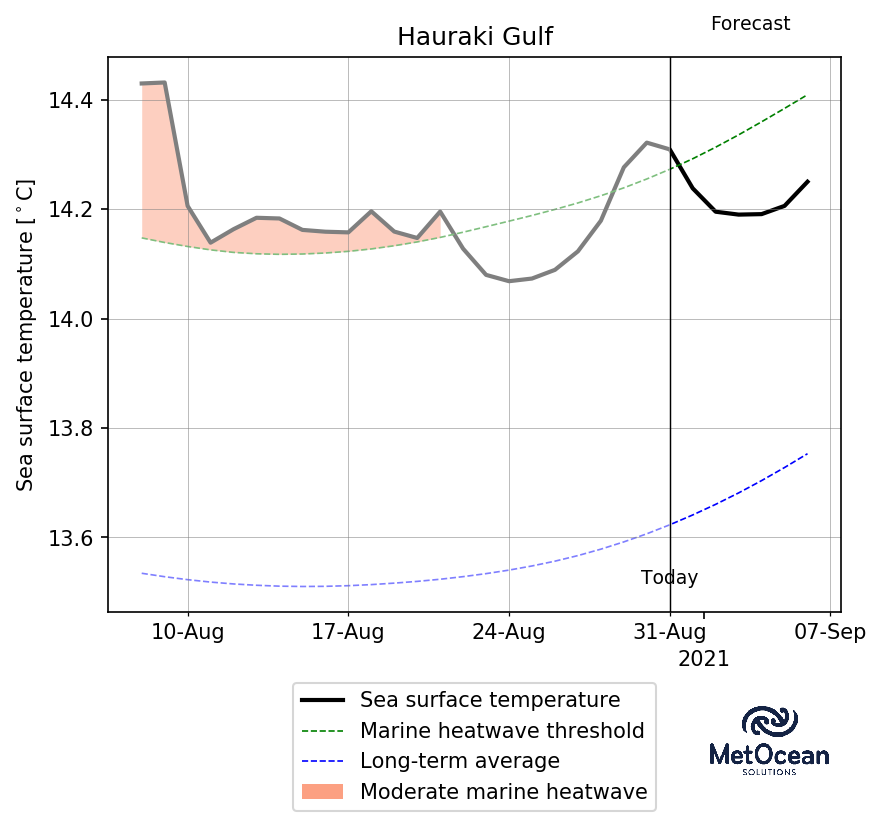 Forecast
Hauraki Gulf
Sea surface temperature [°C]
14.4
14.2
14.0
13.8
13.6
Today
10-Aug 17-Aug 24-Aug 31-Aug 07-Sep
2021
Sea surface temperature
Marine heatwave threshold
Long-term average
Moderate marine heatwave
MetOcean
SOLUTIONS